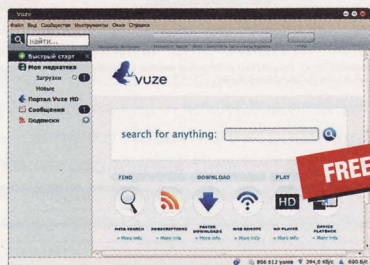 Vuze
Файл Вид Сообщество Инструменты Окно Справка
найти...
Быстрый старт
Моя медиатека
Загрузки
Новые
Портал Vuze HD
Сообщения
Подписки
vuze
search for anything:
FREE
FIND DOWNLOAD PLAY
HD
META SEARCH SUBSCRIPTIONS FASTER DOWNLOADS WEB REMOTE HD PLAYER DEVICE PLAYBACK
» More info » More info » More info » More info » More info » More info